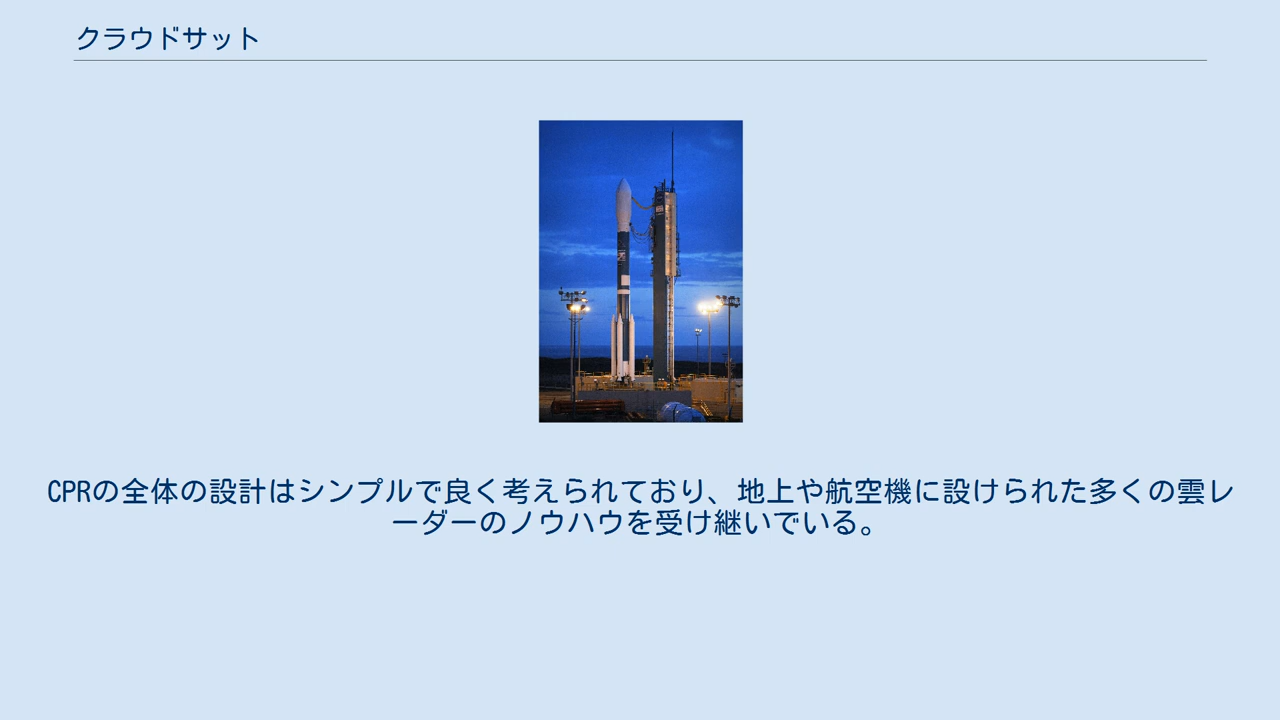 クラウドサット
CPRの全体の設計はシンプルで良く考えられており、地上や航空機に設けられた多くの雲レ
ーダーのノウハウを受け継いでいる。